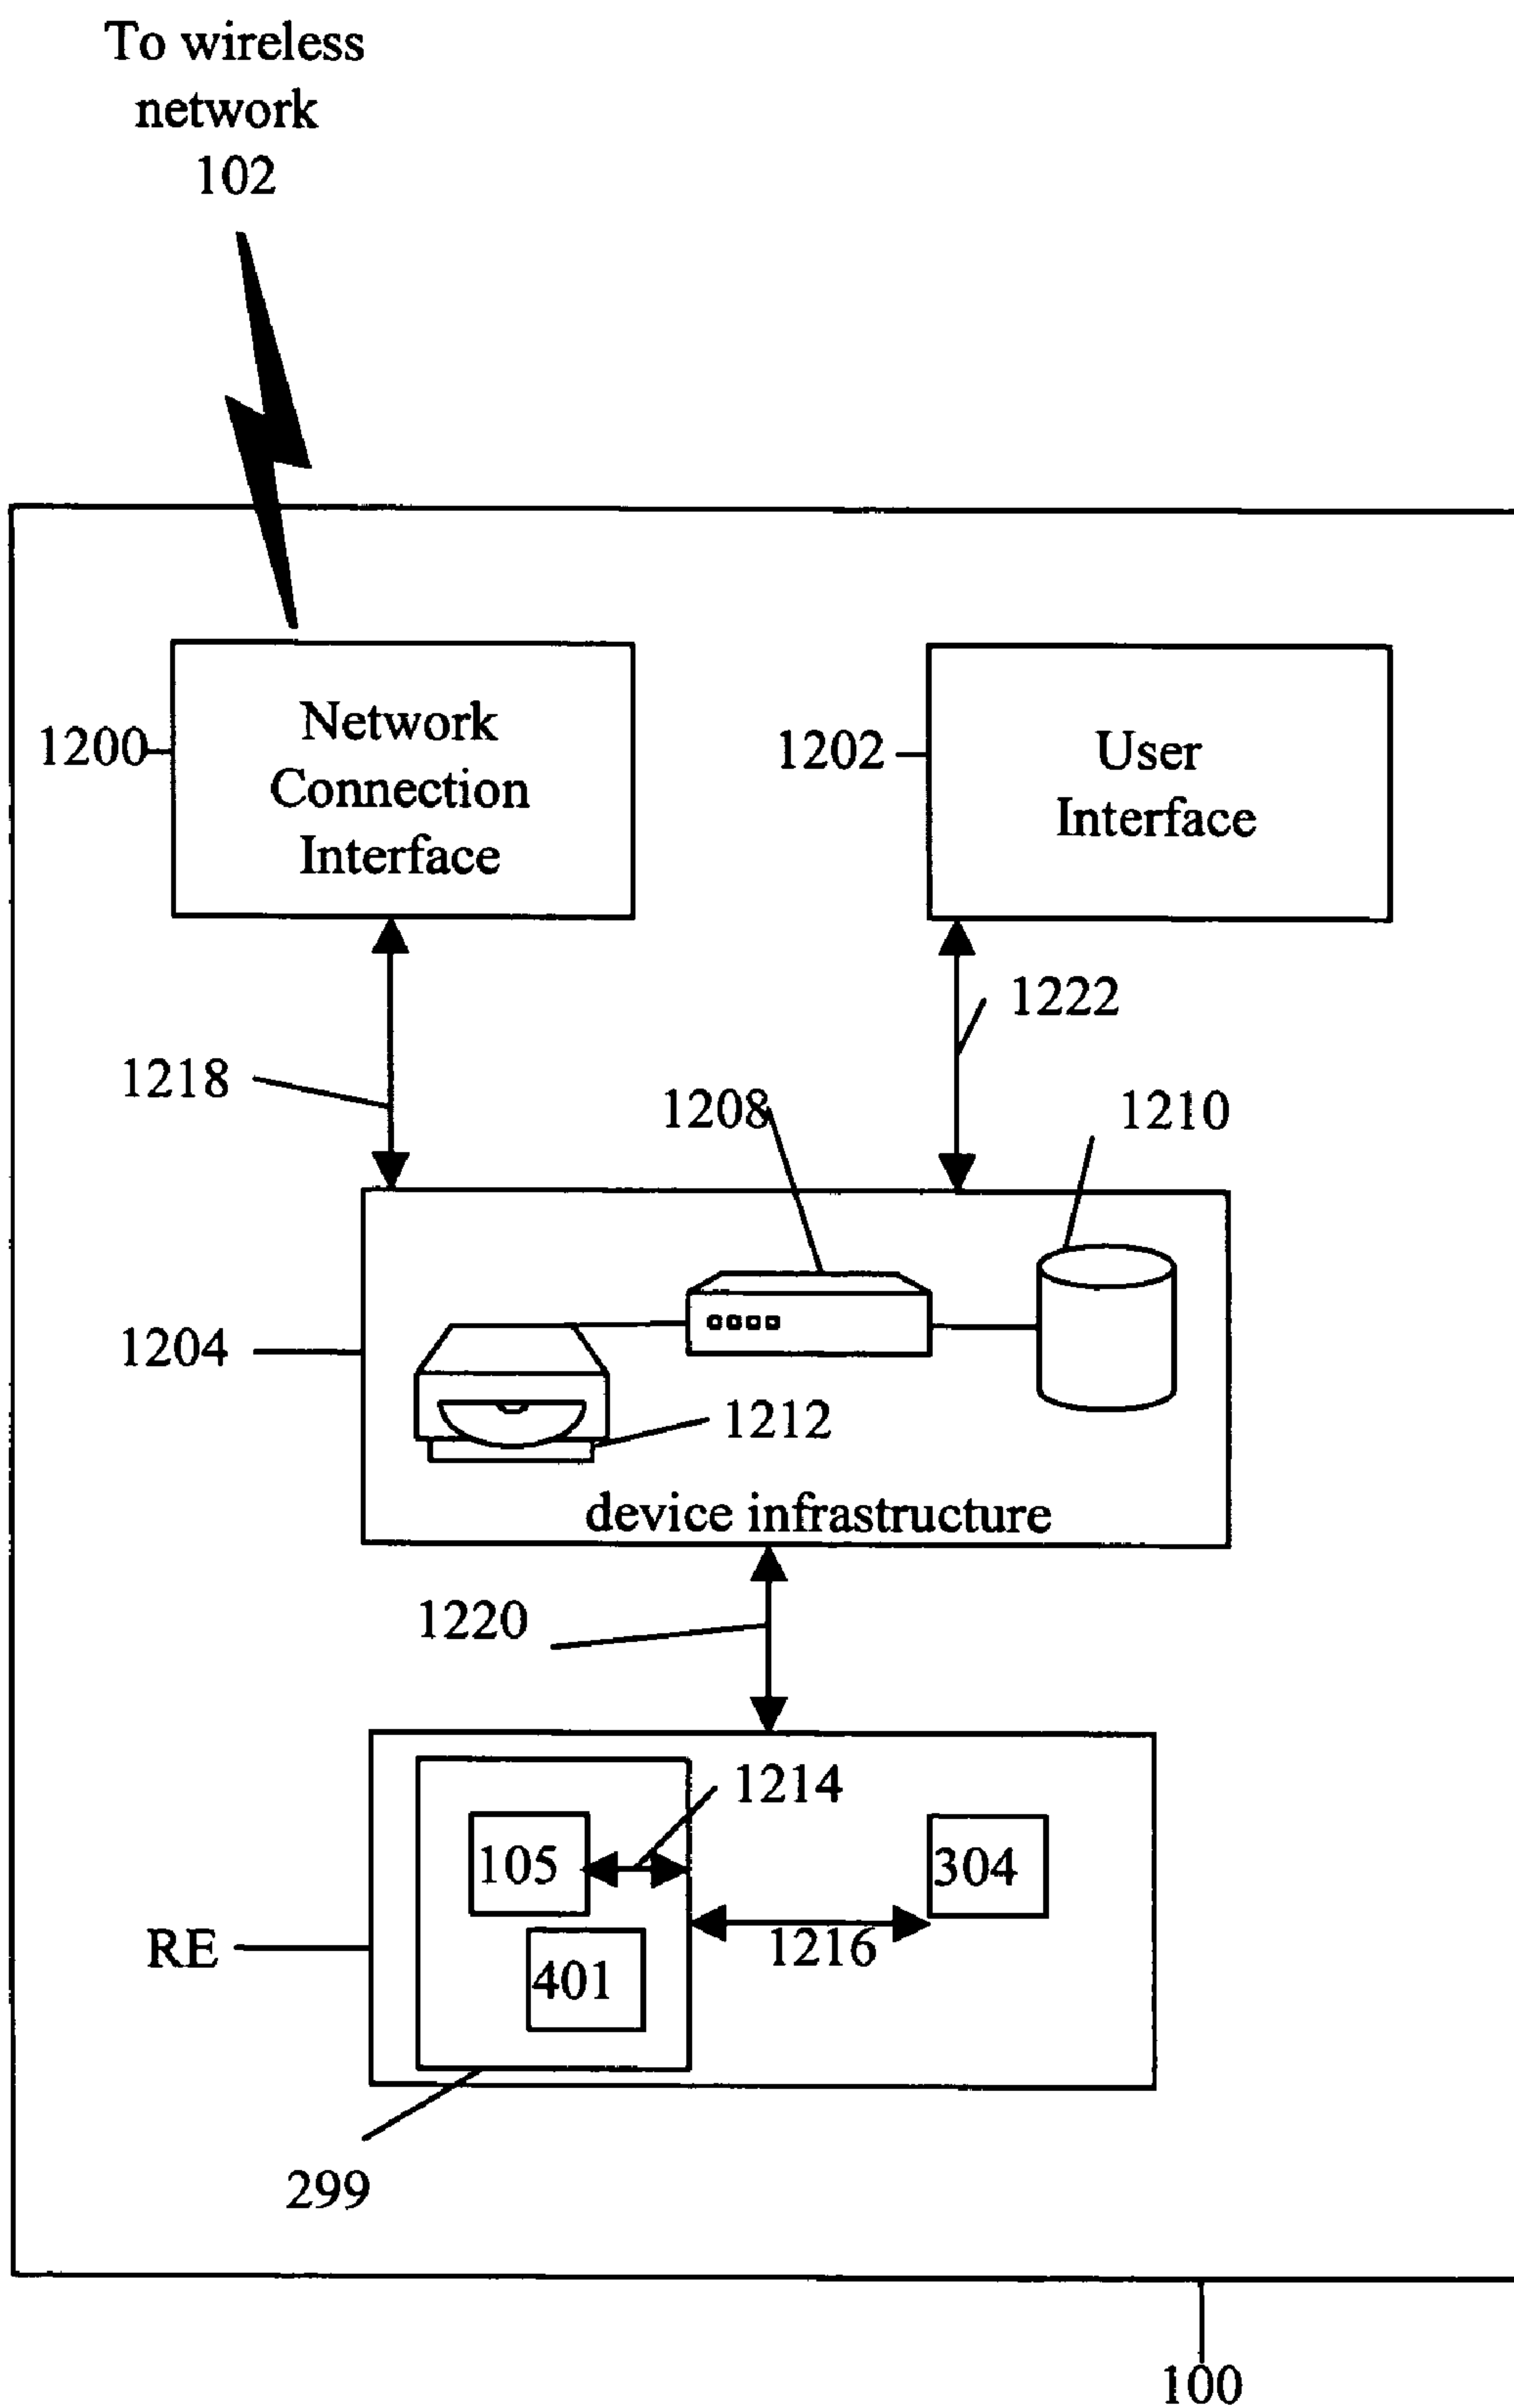 To wireless
network
102
1200
Network
Connection
Interface
1202
User
Interface
1222
1218
1208
1210
1204
1212
device infrastructure
1220
1214
105
304
1216
RE
401
299
100